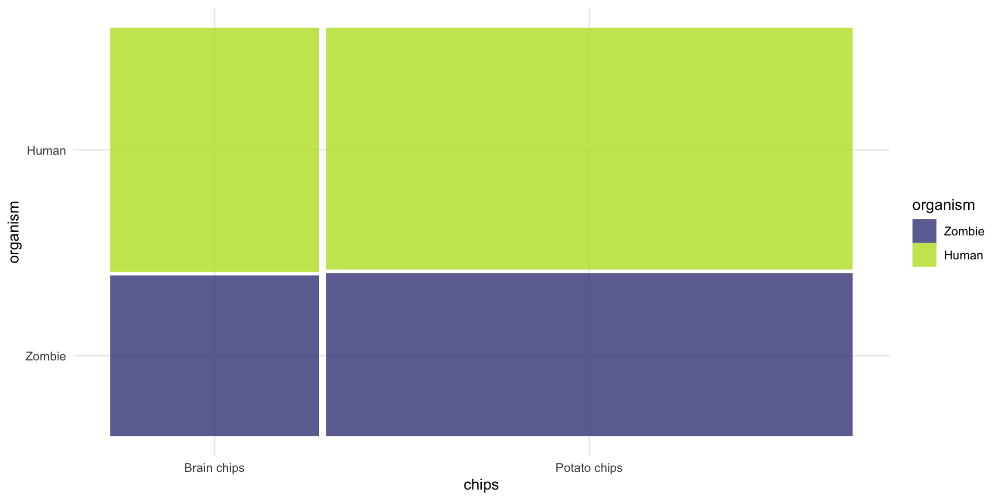 Human
Zombie
organism
Brain chips
Potato chips
chips
organism
Zombie
Human